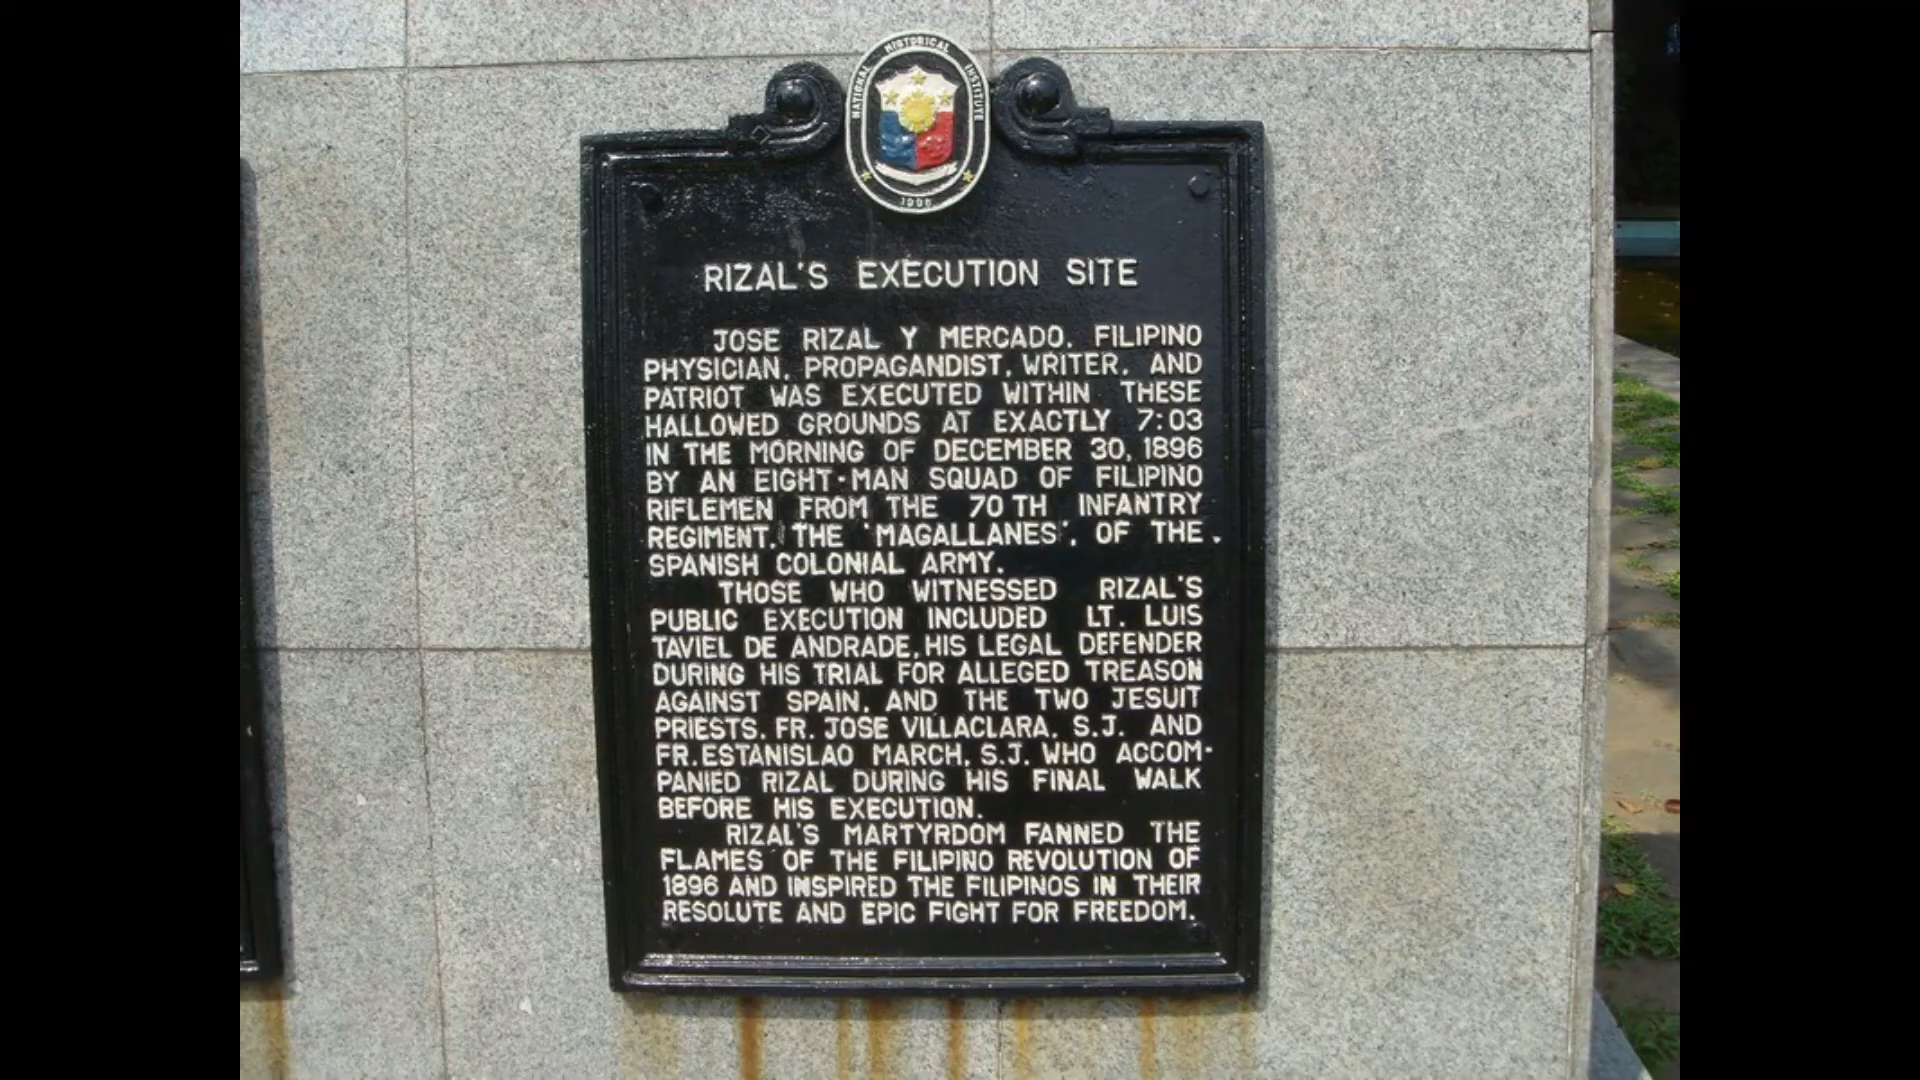 NATIONAL HISTORICAL INSTITUTE
1996
RIZAL'S EXECUTION SITE
JOSE RIZAL Y MERCADO, FILIPINO
PHYSICIAN, PROPAGANDIST, WRITER, AND
PATRIOT WAS EXECUTED WITHIN THESE
HALLOWED GROUNDS AT EXACTLY 7:03
IN THE MORNING OF DECEMBER 30, 1896
BY AN EIGHT-MAN SQUAD OF FILIPINO
RIFLEMEN FROM THE 70TH INFANTRY
REGIMENT, THE 'MAGALLANES', OF THE
SPANISH COLONIAL ARMY.
THOSE WHO WITNESSED RIZAL'S
PUBLIC EXECUTION INCLUDED LT. LUIS
TAVIEL DE ANDRADE, HIS LEGAL DEFENDER
DURING HIS TRIAL FOR ALLEGED TREASON
AGAINST SPAIN, AND THE TWO JESUIT
PRIESTS, FR. JOSE VILLACLARA, S.J. AND
FR. ESTANISLAO MARCH, S.J. WHO ACCOM-
PANIED RIZAL DURING HIS FINAL WALK
BEFORE HIS EXECUTION.
RIZAL'S MARTYRDOM FANNED THE
FLAMES OF THE FILIPINO REVOLUTION OF
1896 AND INSPIRED THE FILIPINOS IN THEIR
RESOLUTE AND EPIC FIGHT FOR FREEDOM.